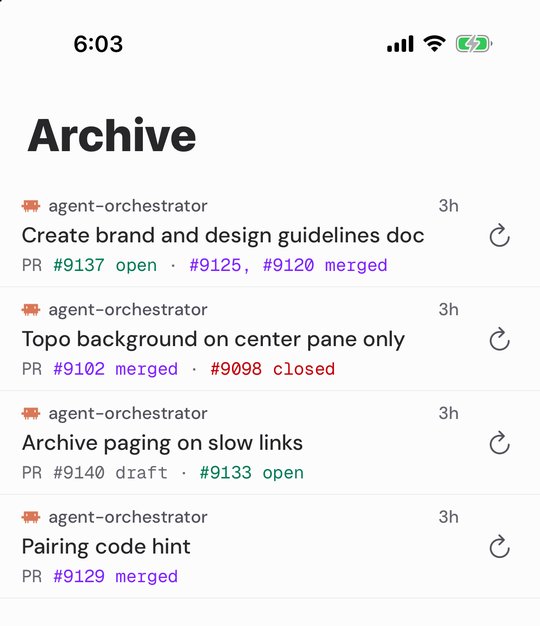 6:03
Archive
agent-orchestrator 3h
Create brand and design guidelines doc
PR #9137 open · #9125, #9120 merged
agent-orchestrator 3h
Topo background on center pane only
PR #9102 merged · #9098 closed
agent-orchestrator 3h
Archive paging on slow links
PR #9140 draft · #9133 open
agent-orchestrator 3h
Pairing code hint
PR #9129 merged